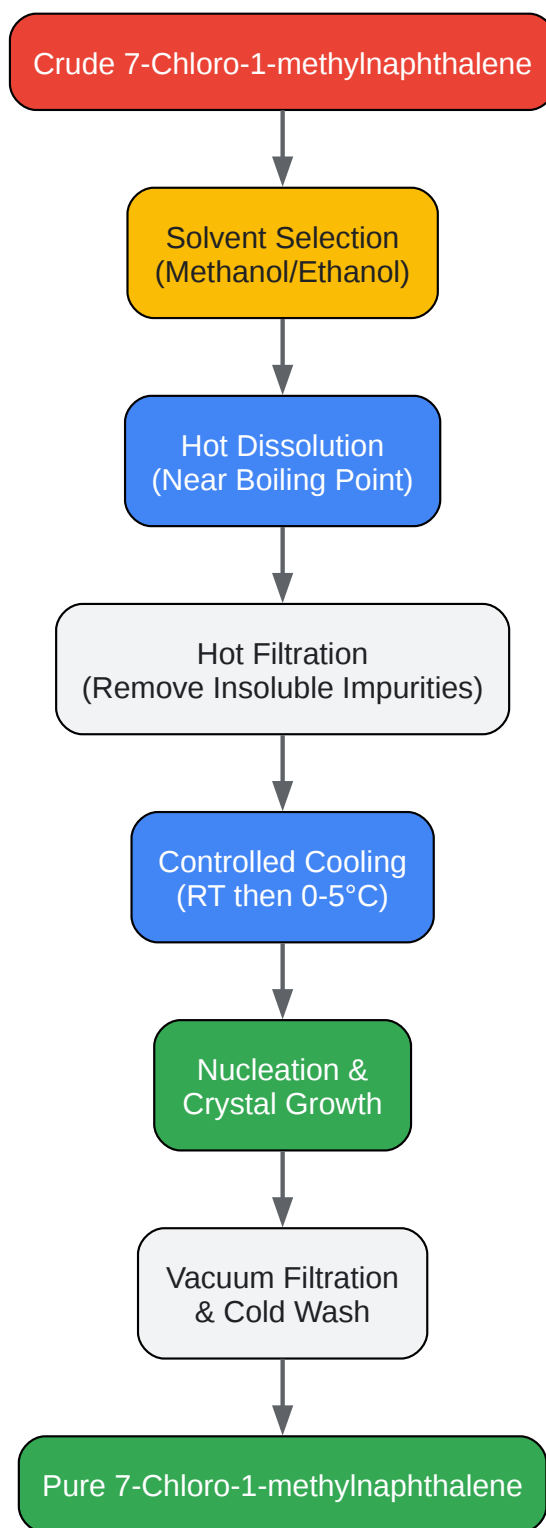 Crude 7-Chloro-1-methylnaphthalene
Solvent Selection
(Methanol/Ethanol)
Hot Dissolution
(Near Boiling Point)
Hot Filtration
(Remove Insoluble Impurities)
Controlled Cooling
(RT then 0-5°C)
Nucleation &
Crystal Growth
Vacuum Filtration
& Cold Wash
Pure 7-Chloro-1-methylnaphthalene